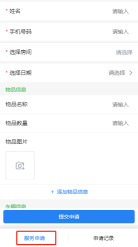 * 姓名 请输入
* 手机号码 请输入
* 选择房间 请选择
* 选择日期 请选择 >
物品信息
物品名称 请输入
物品数量 请输入
物品图片
+ 添加物品信息
提交申请
服务申请 申请记录